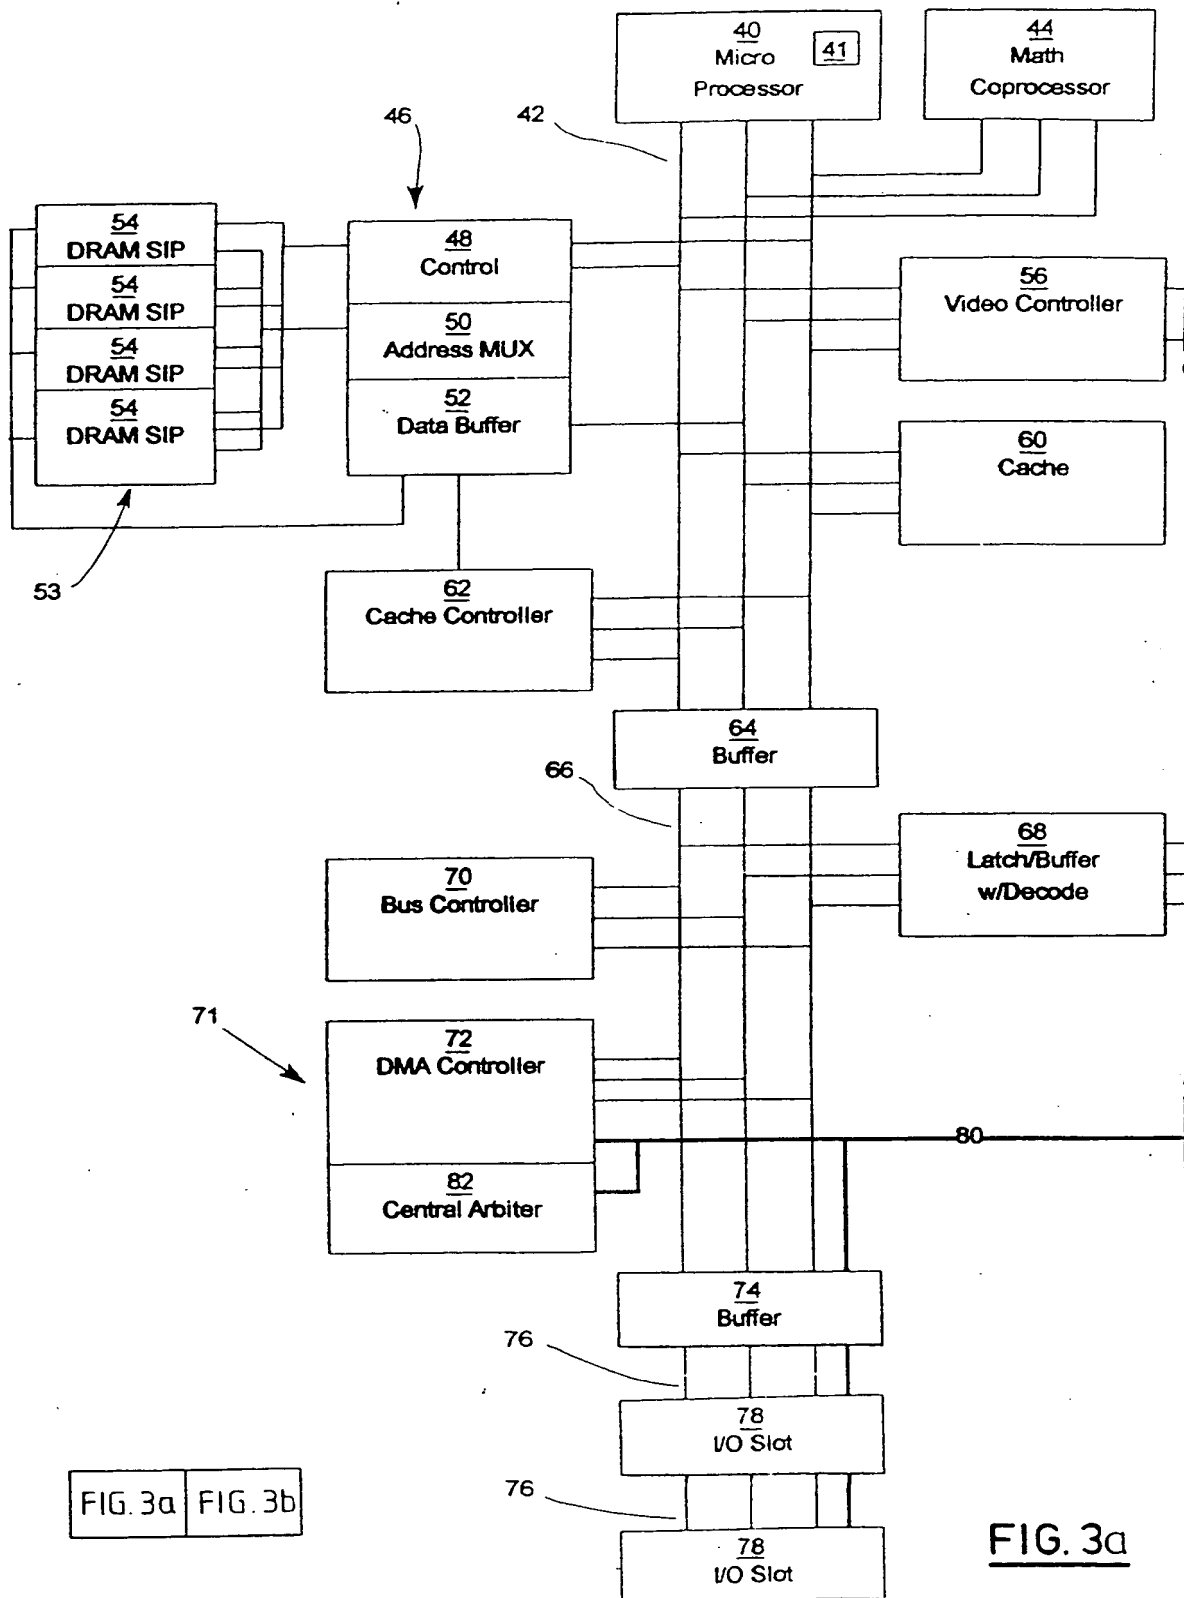 40
Micro
Processor
41
44
Math
Coprocessor
42
46
54
DRAM SIP
54
DRAM SIP
54
DRAM SIP
54
DRAM SIP
53
48
Control
50
Address MUX
52
Data Buffer
56
Video Controller
60
Cache
62
Cache Controller
64
Buffer
66
68
Latch/Buffer
w/Decode
70
Bus Controller
71
72
DMA Controller
80
82
Central Arbiter
74
Buffer
76
78
I/O Slot
76
78
I/O Slot
FIG. 3a FIG. 3b
FIG. 3a